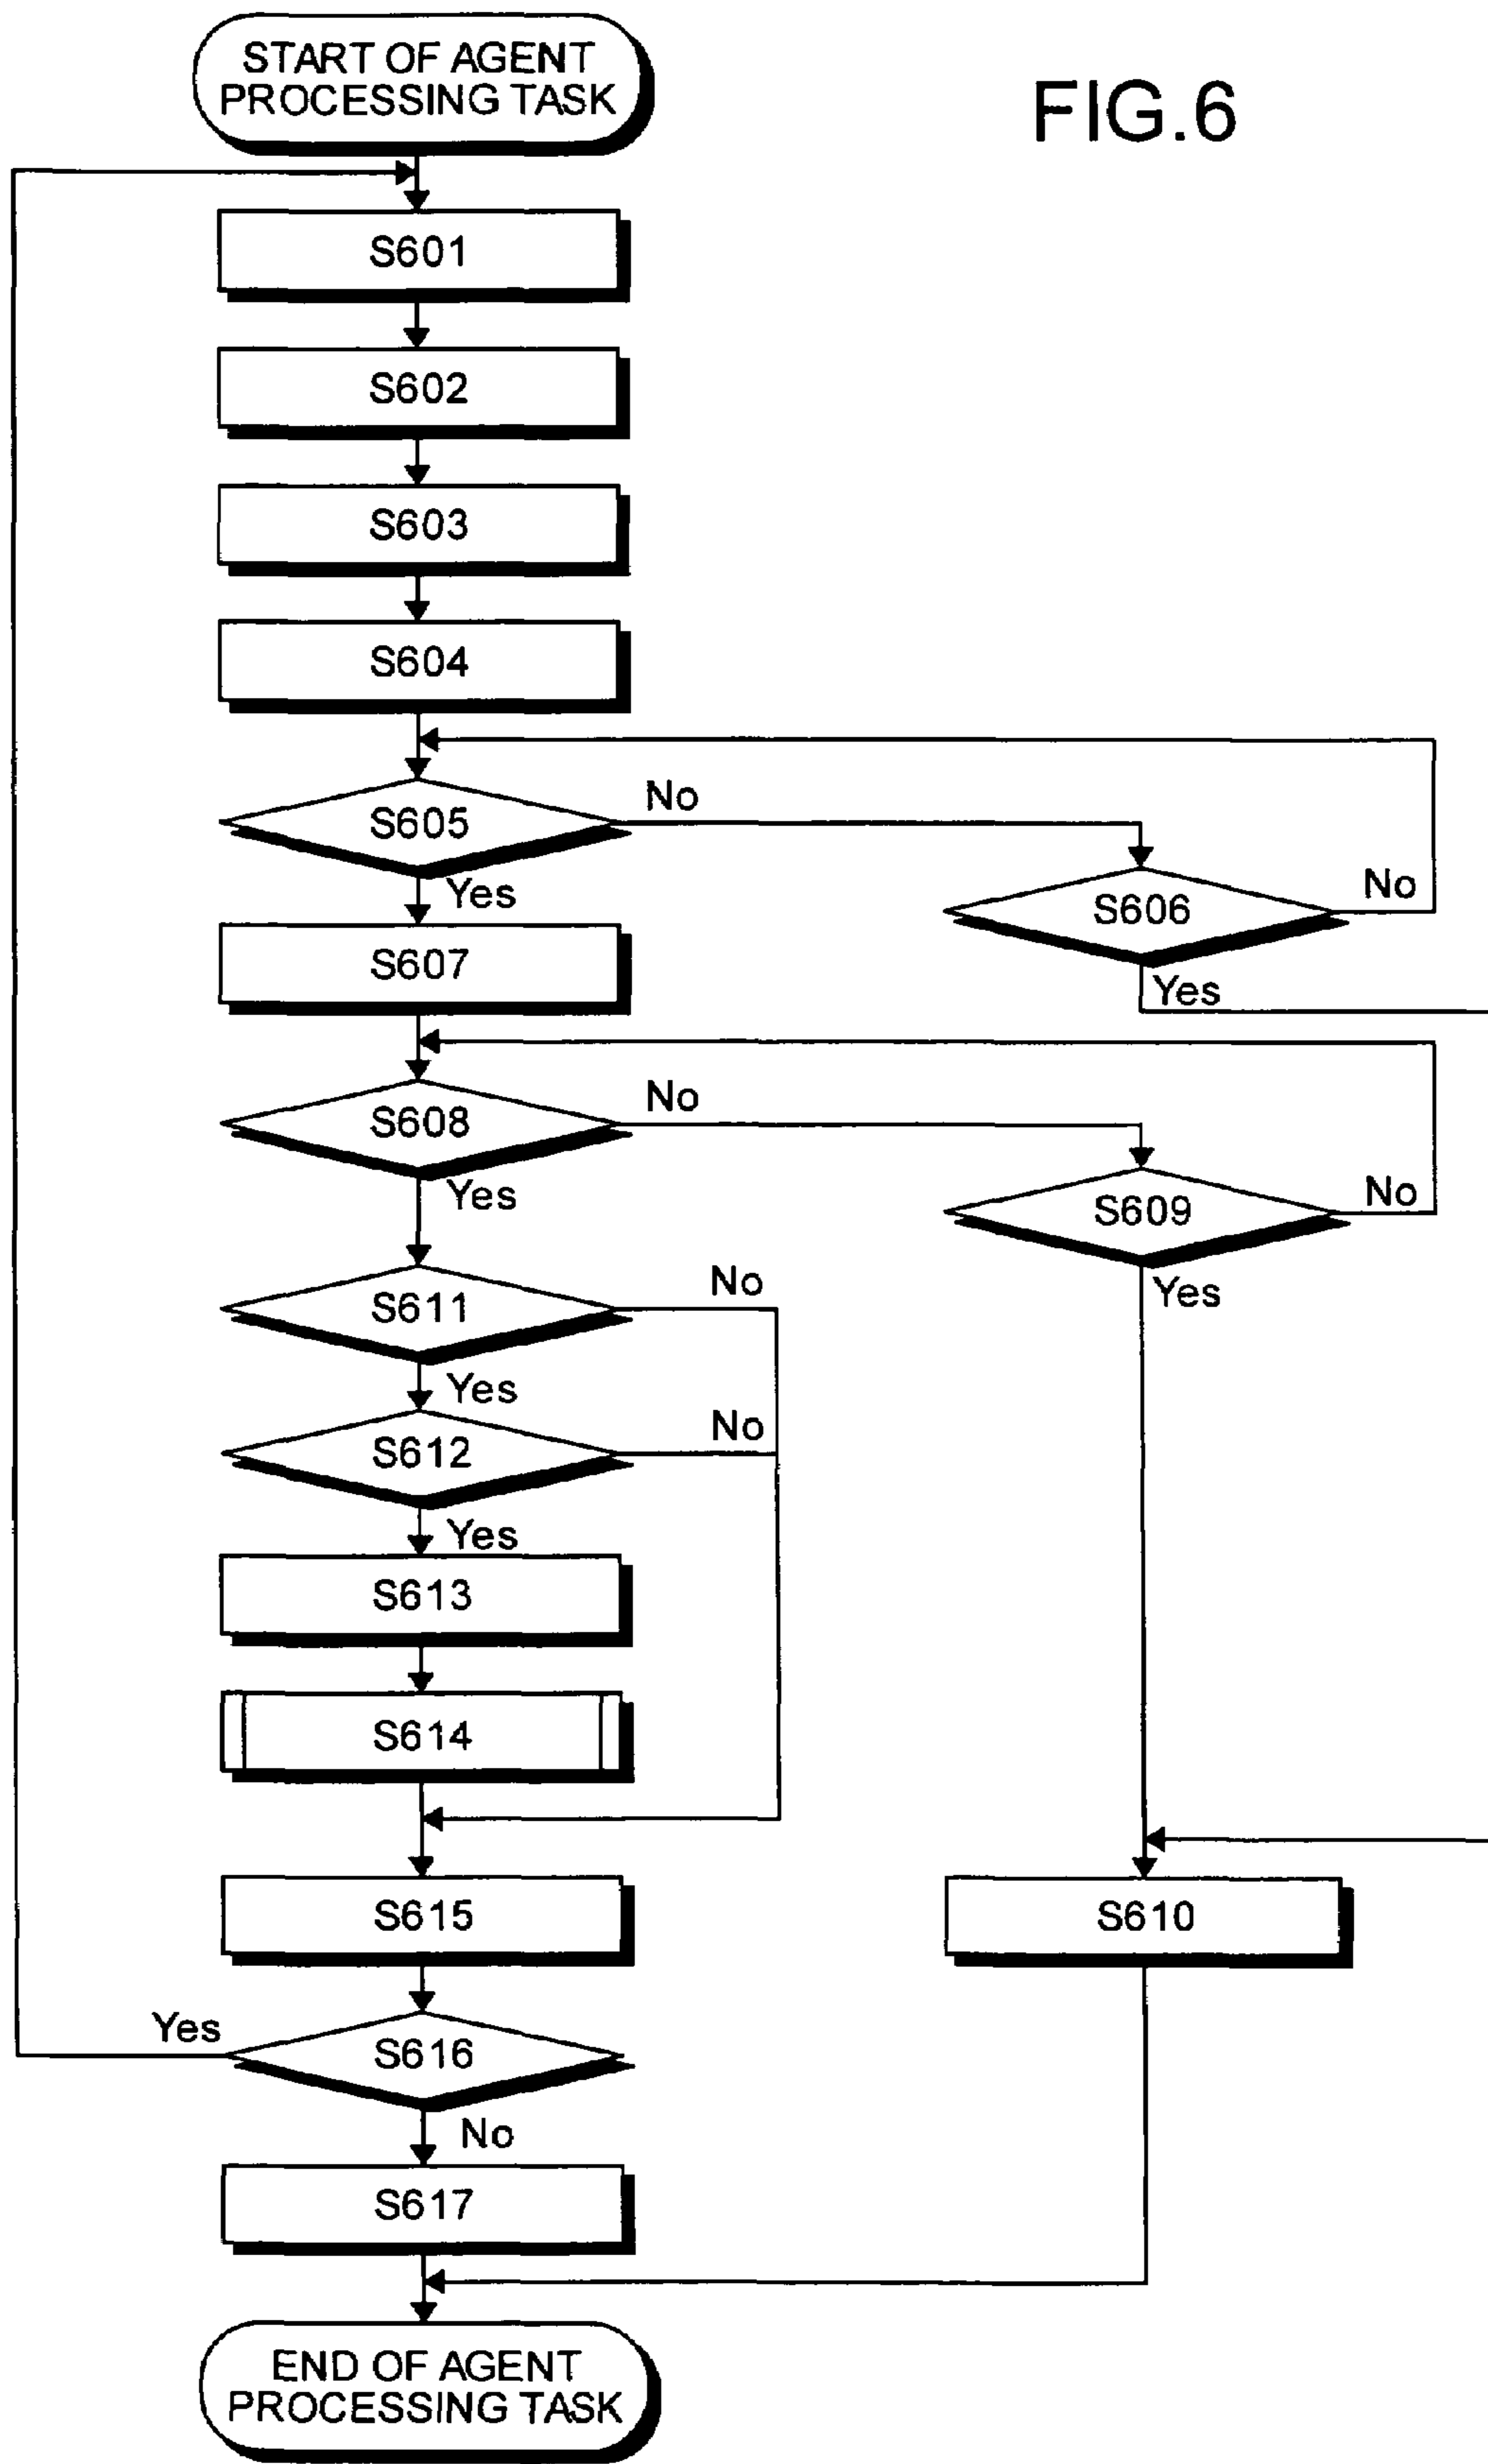 START OF AGENT
PROCESSING TASK
FIG.6
S601
S602
S603
S604
S605
No
Yes
S606
No
Yes
S607
S608
No
Yes
S609
No
Yes
S611
No
Yes
S612
No
Yes
S613
S614
S615
S610
Yes
S616
No
S617
END OF AGENT
PROCESSING TASK